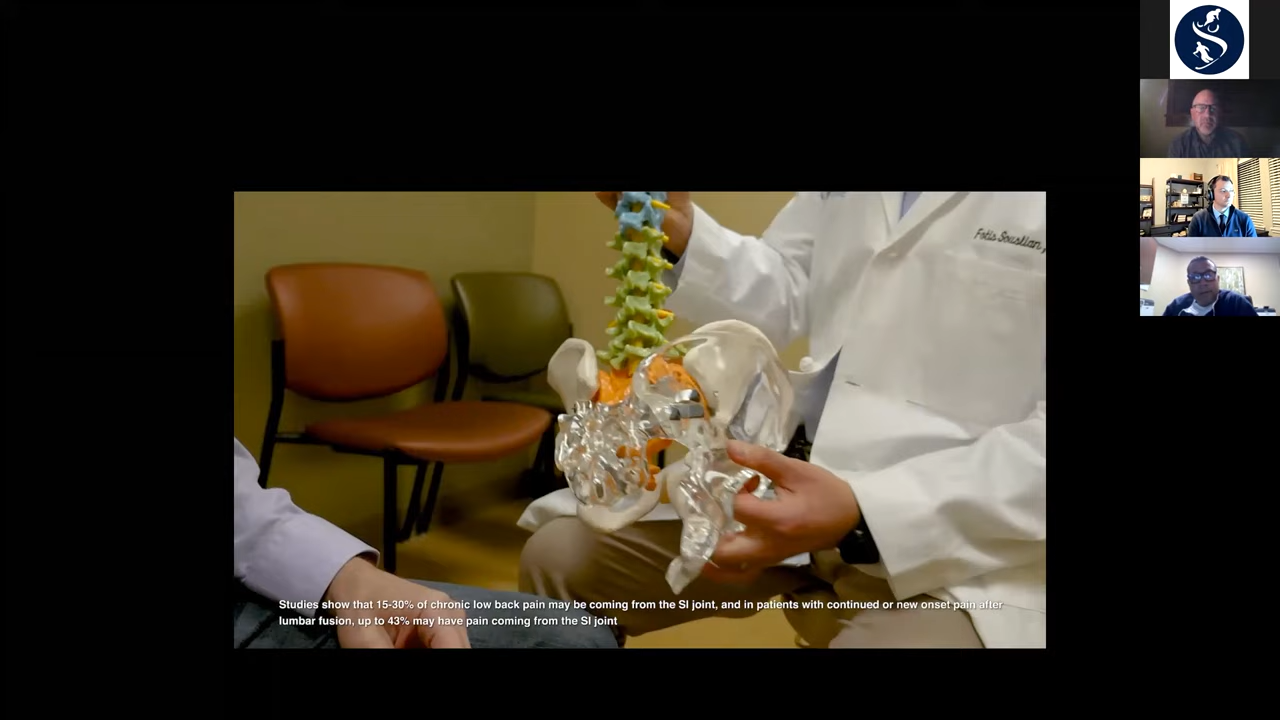 Fotis Souslian,
Studies show that 15-30% of chronic low back pain may be coming from the SI joint, and in patients with continued or new onset pain after
lumbar fusion, up to 43% may have pain coming from the SI joint